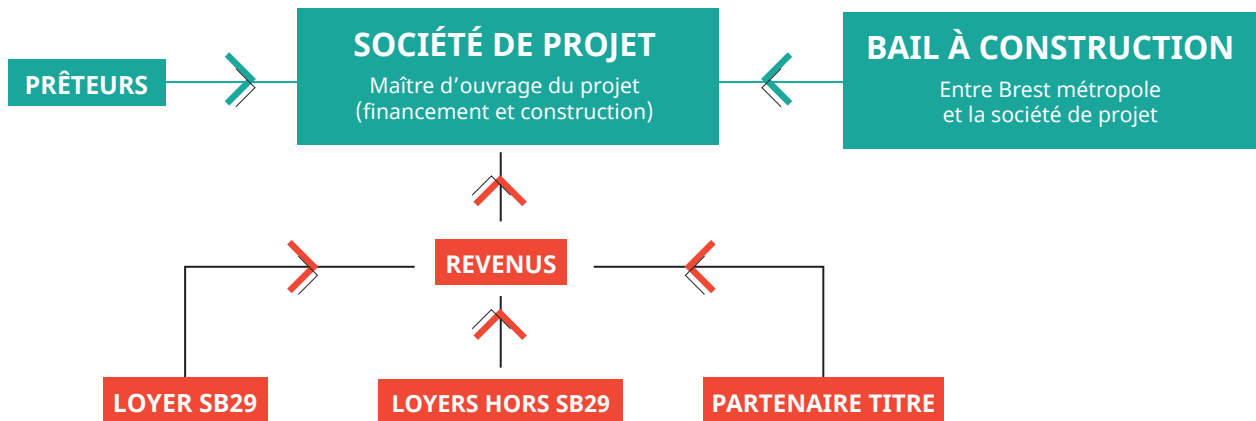 PRÊTEURS
SOCIÉTÉ DE PROJET
Maître d'ouvrage du projet
(financement et construction)
BAIL À CONSTRUCTION
Entre Brest métropole
et la société de projet
REVENUS
LOYER SB29
LOYERS HORS SB29
PARTENAIRE TITRE